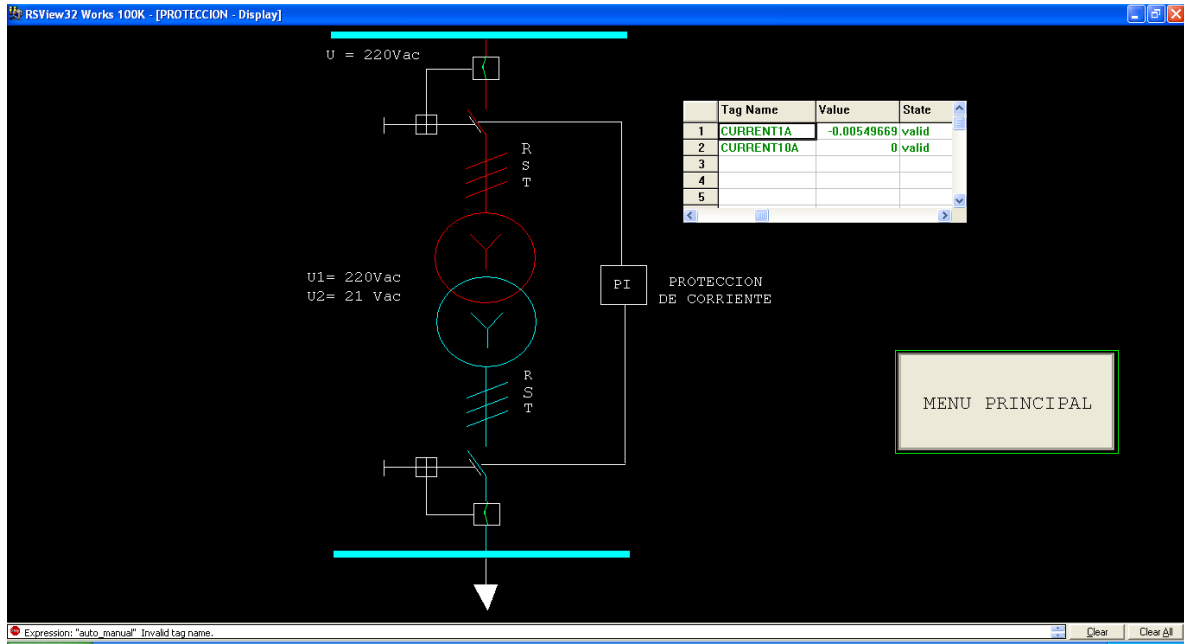 RSView32 Works 100K - [PROTECCION - Display]
U = 220Vac
Tag Name Value State
1 CURRENT1A -0.00549669 valid
2 CURRENT10A 0 valid
3
4
5
R
S
T
U1= 220Vac
U2= 21 Vac
PI
PROTECCION
DE CORRIENTE
R
S
T
MENU PRINCIPAL
Expression: "auto_manual" Invalid tag name.
Clear
Clear All